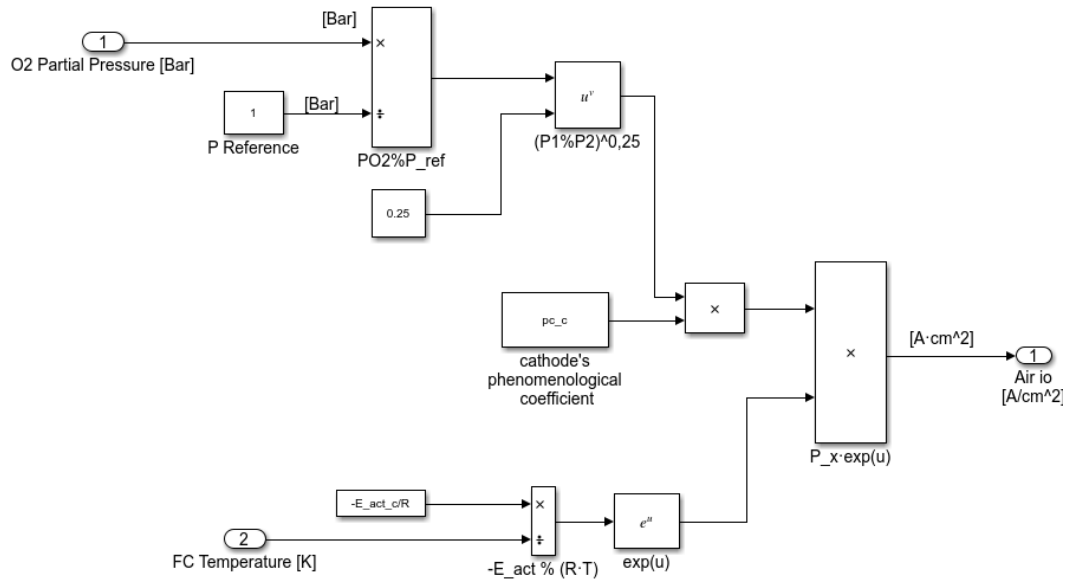 [Bar]
1
×
O2 Partial Pressure [Bar]
1
[Bar]
÷
P Reference
PO2%P_ref
u^v
(P1%P2)^0,25
0.25
pc_c
×
cathode's
phenomenological
coefficient
×
[A·cm^2]
1
Air io
[A/cm^2]
P_x·exp(u)
-E_act_c/R
×
÷
2
FC Temperature [K]
-E_act % (R·T)
e^u
exp(u)